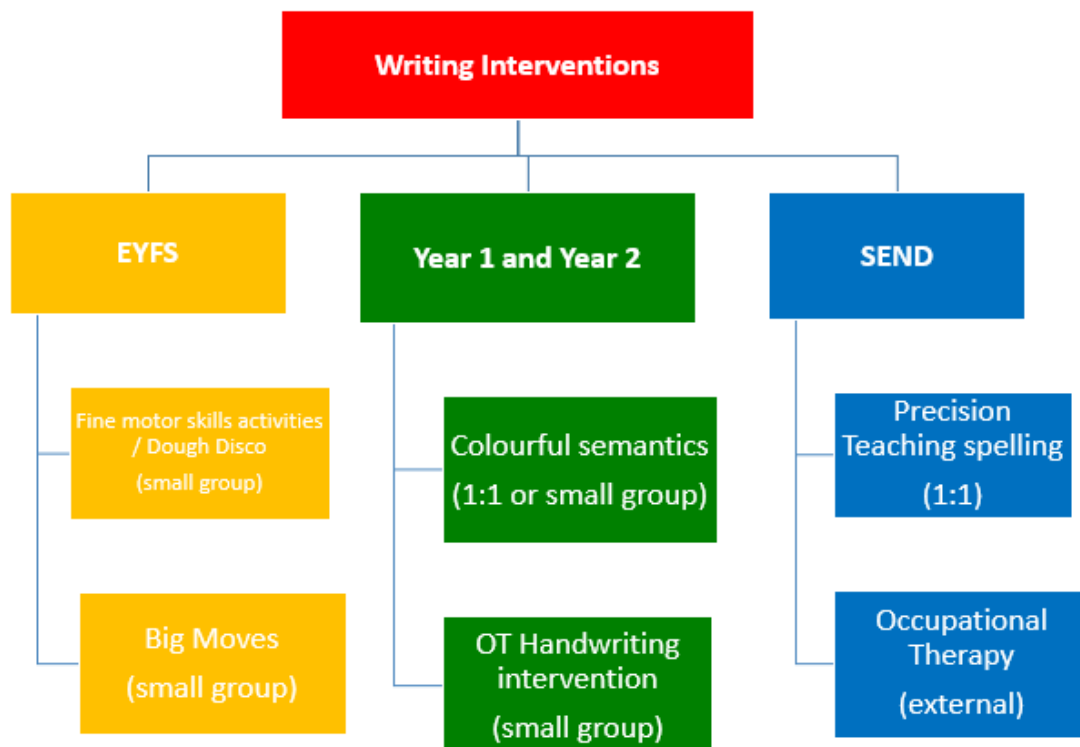 Writing Interventions
EYFS
Year 1 and Year 2
SEND
Fine motor skills activities
/ Dough Disco
(small group)
Colourful semantics
(1:1 or small group)
Precision
Teaching spelling
(1:1)
Big Moves
(small group)
OT Handwriting
intervention
(small group)
Occupational
Therapy
(external)